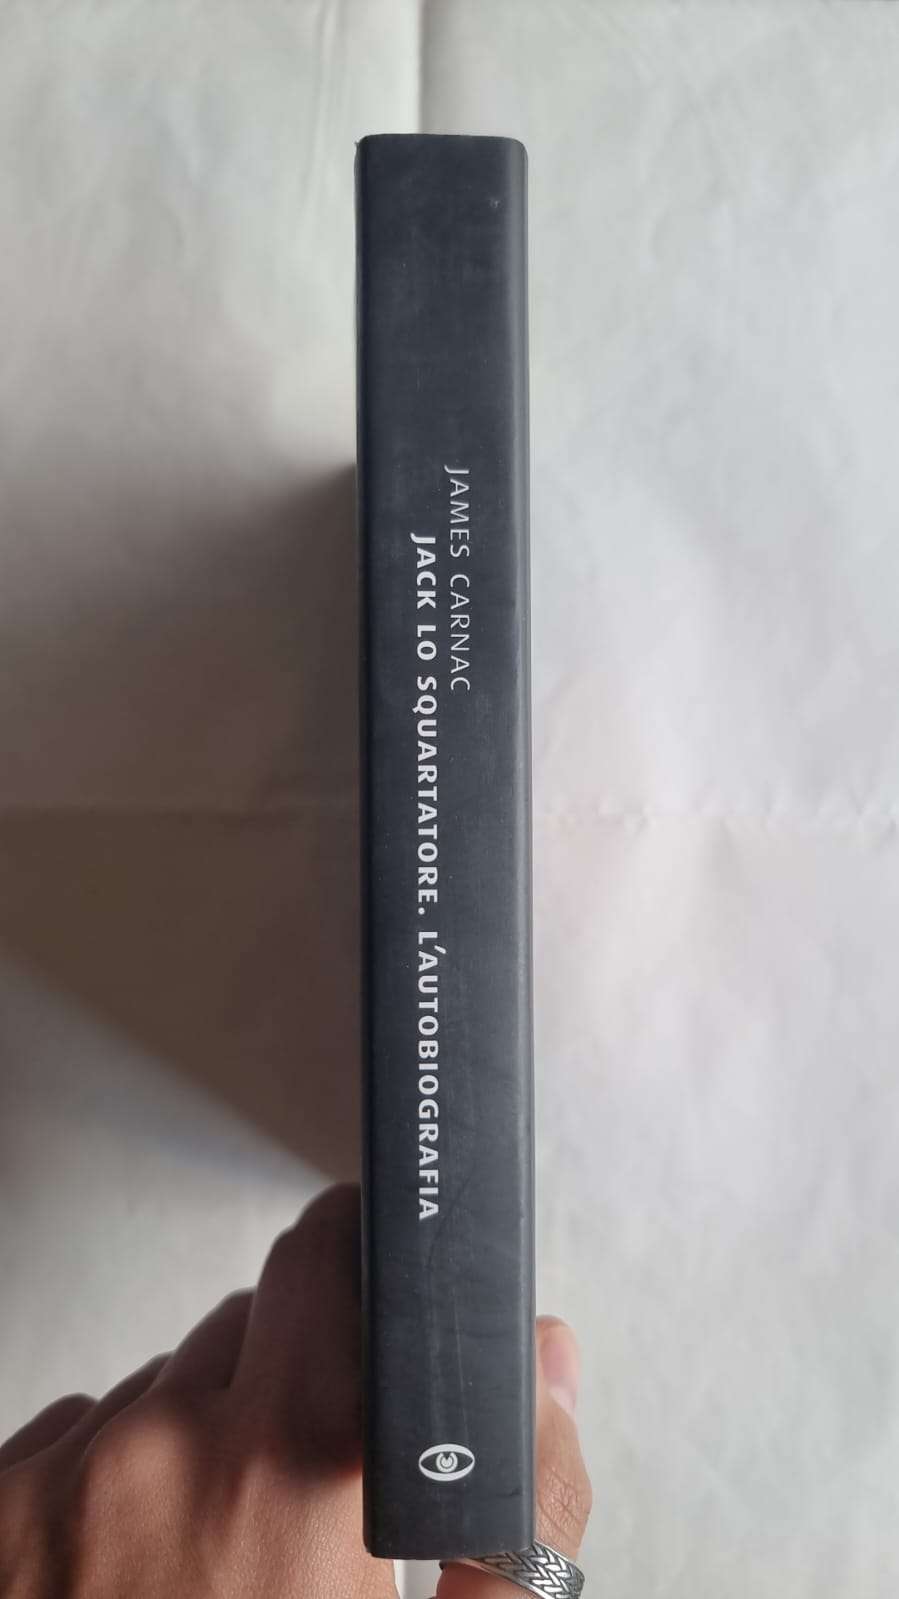 JAMES CARNAC
JACK LO SQUARTATORE. L'AUTOBIOGRAFIA